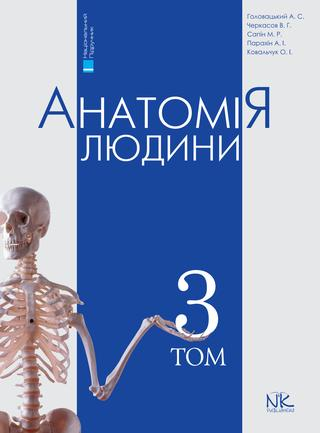 Національний
Підручник
Головацький А. С.
Черкасов В. Г.
Сапін М. Р.
Парахін А. І.
Ковальчук О. І.
АНАТОМІЯ
ЛЮДИНИ
3
ТОМ
NK